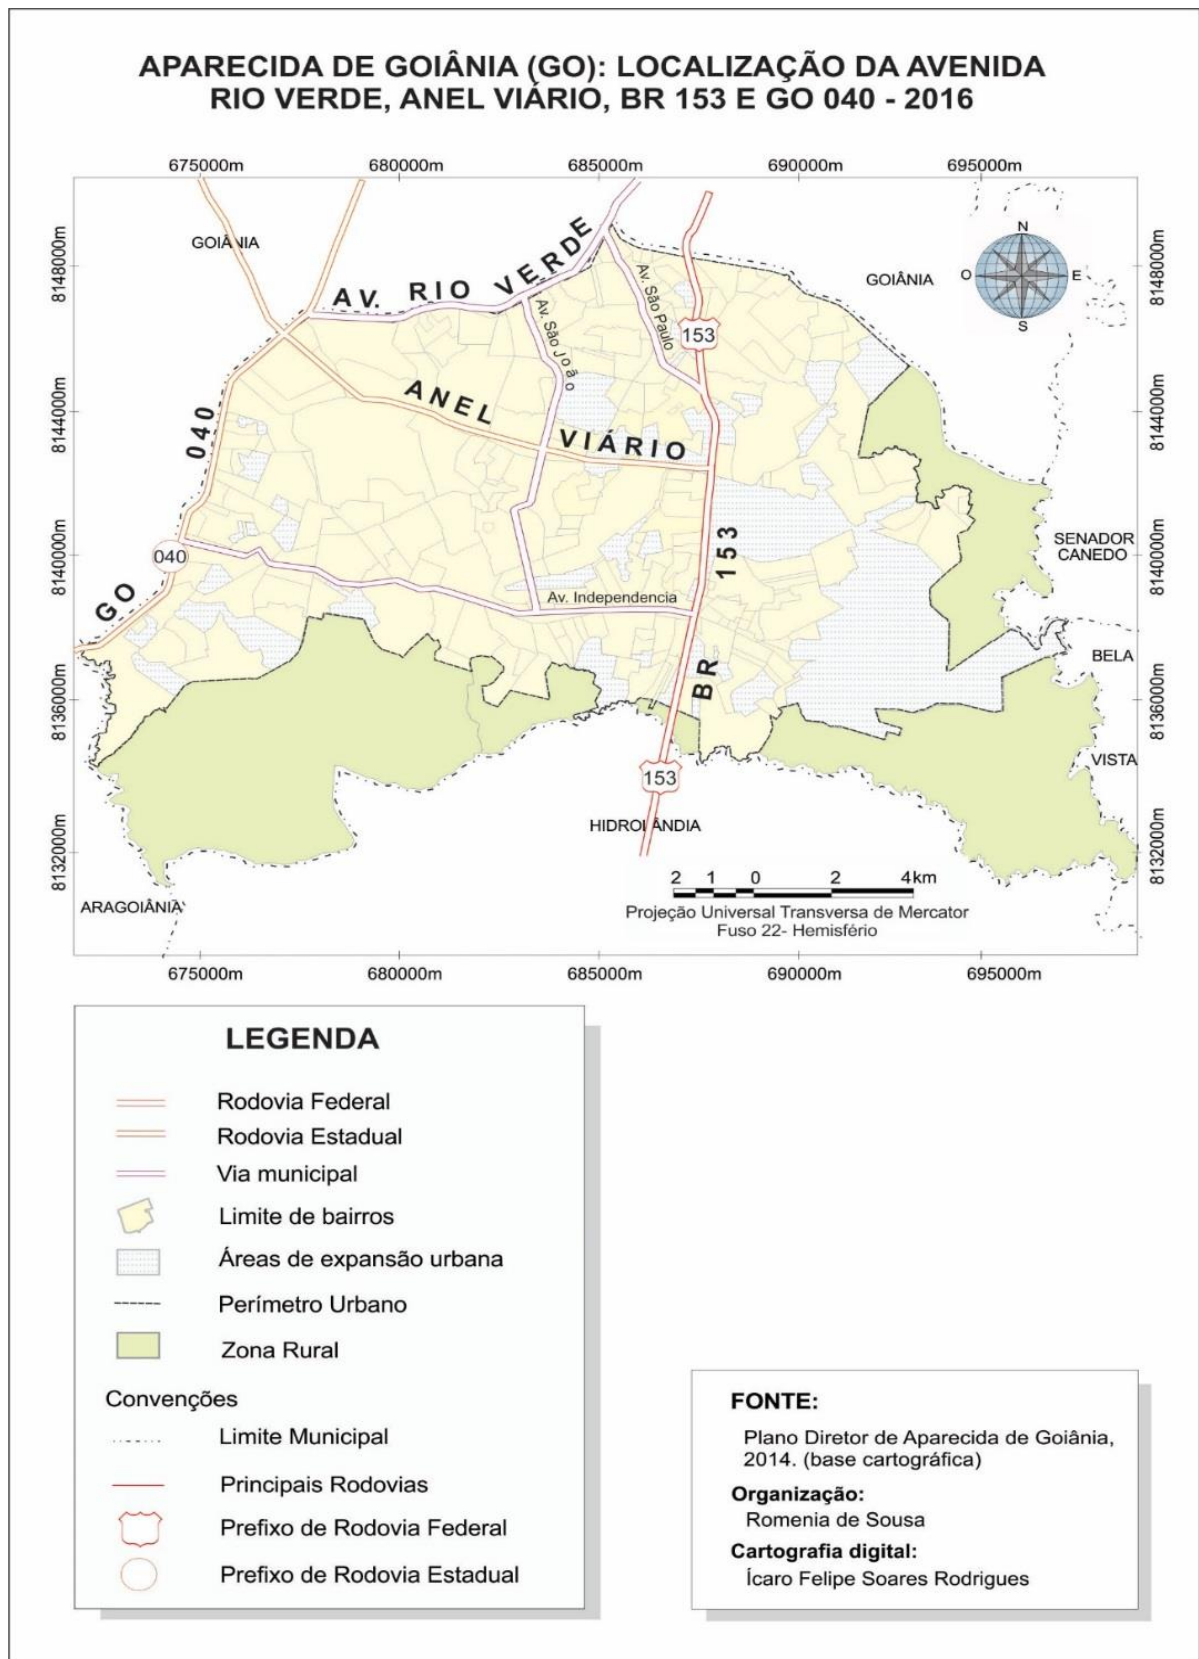 APARECIDA DE GOIÂNIA (GO): LOCALIZAÇÃO DA AVENIDA
RIO VERDE, ANEL VIÁRIO, BR 153 E GO 040 - 2016
675000m 680000m 685000m 690000m 695000m
8148000m
8144000m
8140000m
8136000m
8132000m
GOIÂNIA
AV. RIO VERDE
Av. São João
Av. São Paulo
153
GOIÂNIA
N
O E
S
8148000m
8144000m
8140000m
8136000m
8132000m
ANEL VIÁRIO
040
040
GO
153
BR
Av. Independencia
SENADOR
CANEDO
BELA
VISTA
153
HIDROLÂNDIA
ARAGOIÂNIA
2 1 0 2 4km
Projeção Universal Transversa de Mercator
Fuso 22- Hemisfério
675000m 680000m 685000m 690000m 695000m
LEGENDA
Rodovia Federal
Rodovia Estadual
Via municipal
Limite de bairros
Áreas de expansão urbana
Perímetro Urbano
Zona Rural
Convenções
Limite Municipal
Principais Rodovias
Prefixo de Rodovia Federal
Prefixo de Rodovia Estadual
FONTE:
Plano Diretor de Aparecida de Goiânia,
2014. (base cartográfica)
Organização:
Romenia de Sousa
Cartografia digital:
Ícaro Felipe Soares Rodrigues